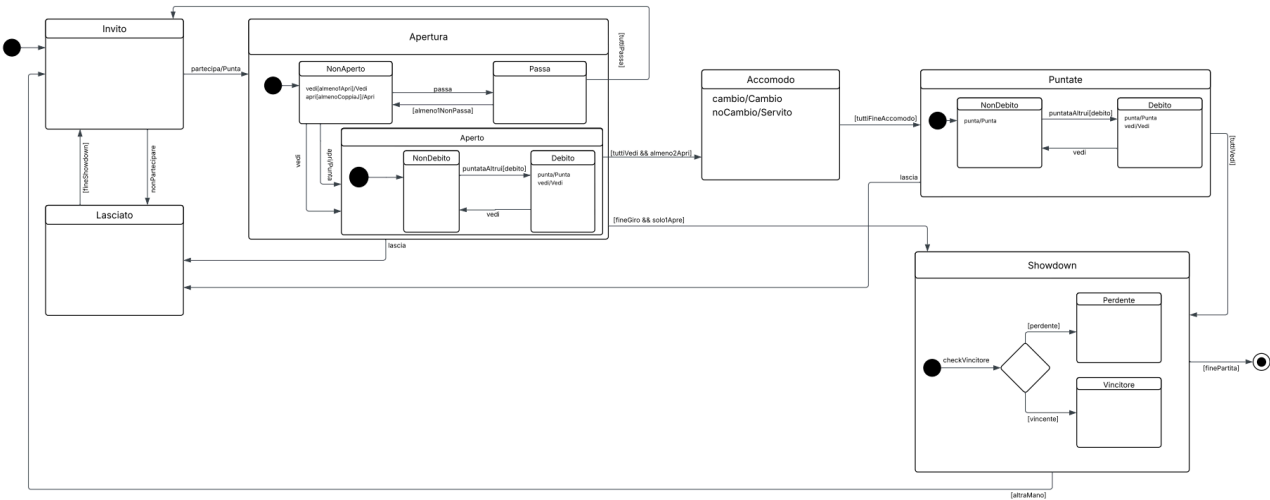 Invito
partecipa/Punta
Apertura
[tuttiPassa]
NonAperto
vedi[almeno1Apri]/Vedi
apri[almenoCoppiaJ]/Apri
passa
[almeno1NonPassa]
Passa
vedi
apri/Punta
Aperto
NonDebito
puntataAltrui[debito]
vedi
Debito
punta/Punta
vedi/Vedi
[tuttiVedi && almeno2Apri]
Accomodo
cambio/Cambio
noCambio/Servito
[tuttiFineAccomodo]
Puntate
NonDebito
punta/Punta
puntataAltrui[debito]
vedi
Debito
punta/Punta
vedi/Vedi
[tuttiVedi]
lascia
[fineShowdown]
nonPartecipare
Lasciato
lascia
[fineGiro && solo1Apre]
Showdown
checkVincitore
[perdente]
Perdente
[vincente]
Vincitore
[finePartita]
[altraMano]